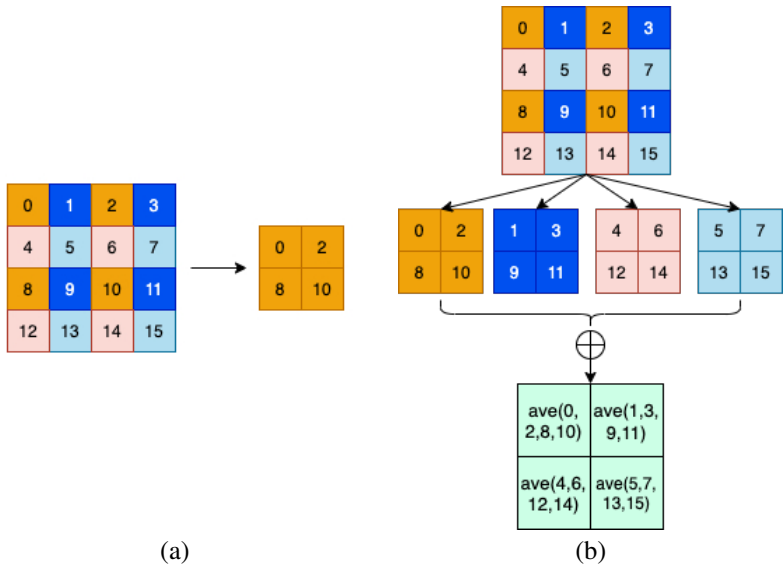 0 1 2 3
4 5 6 7
8 9 10 11
12 13 14 15
0 2
8 10
(a)
0 1 2 3
4 5 6 7
8 9 10 11
12 13 14 15
0 2 1 3 4 6 5 7
8 10 9 11 12 14 13 15
ave(0, ave(1,3,
2,8,10) 9,11)
ave(4,6, ave(5,7,
12,14) 13,15)
(b)